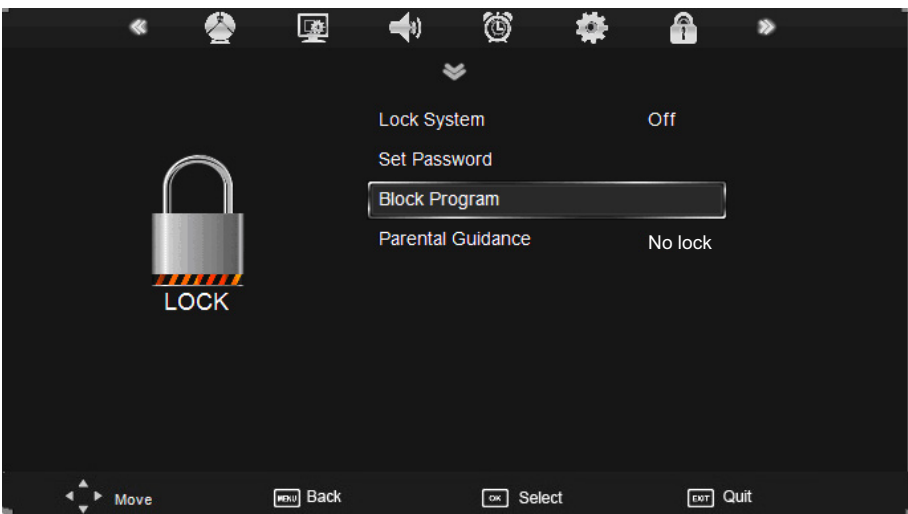 Lock System Off
Set Password
Block Program
Parental Guidance No lock
LOCK
Move MENU Back OK Select EXIT Quit